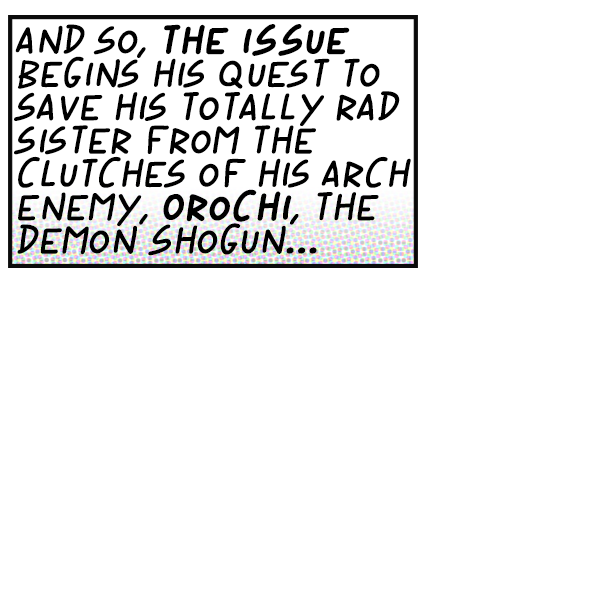 AND SO, THE ISSUE
BEGINS HIS QUEST TO
SAVE HIS TOTALLY RAD
SISTER FROM THE
CLUTCHES OF HIS ARCH
ENEMY, OROCHI, THE
DEMON SHOGUN...